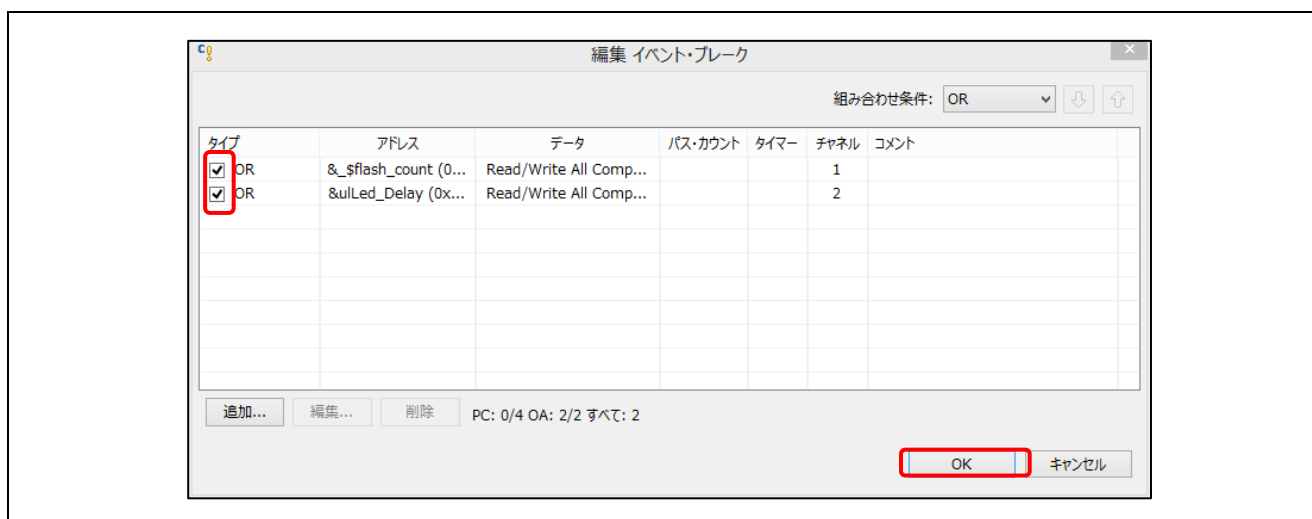 編集 イベント・ブレーク
組み合わせ条件: OR
タイプ アドレス データ パス・カウント タイマー チャネル コメント
OR &_$flash_count (0... Read/Write All Comp... 1
OR &ulLed_Delay (0x... Read/Write All Comp... 2
追加... 編集... 削除 PC: 0/4 OA: 2/2 すべて: 2
OK キャンセル